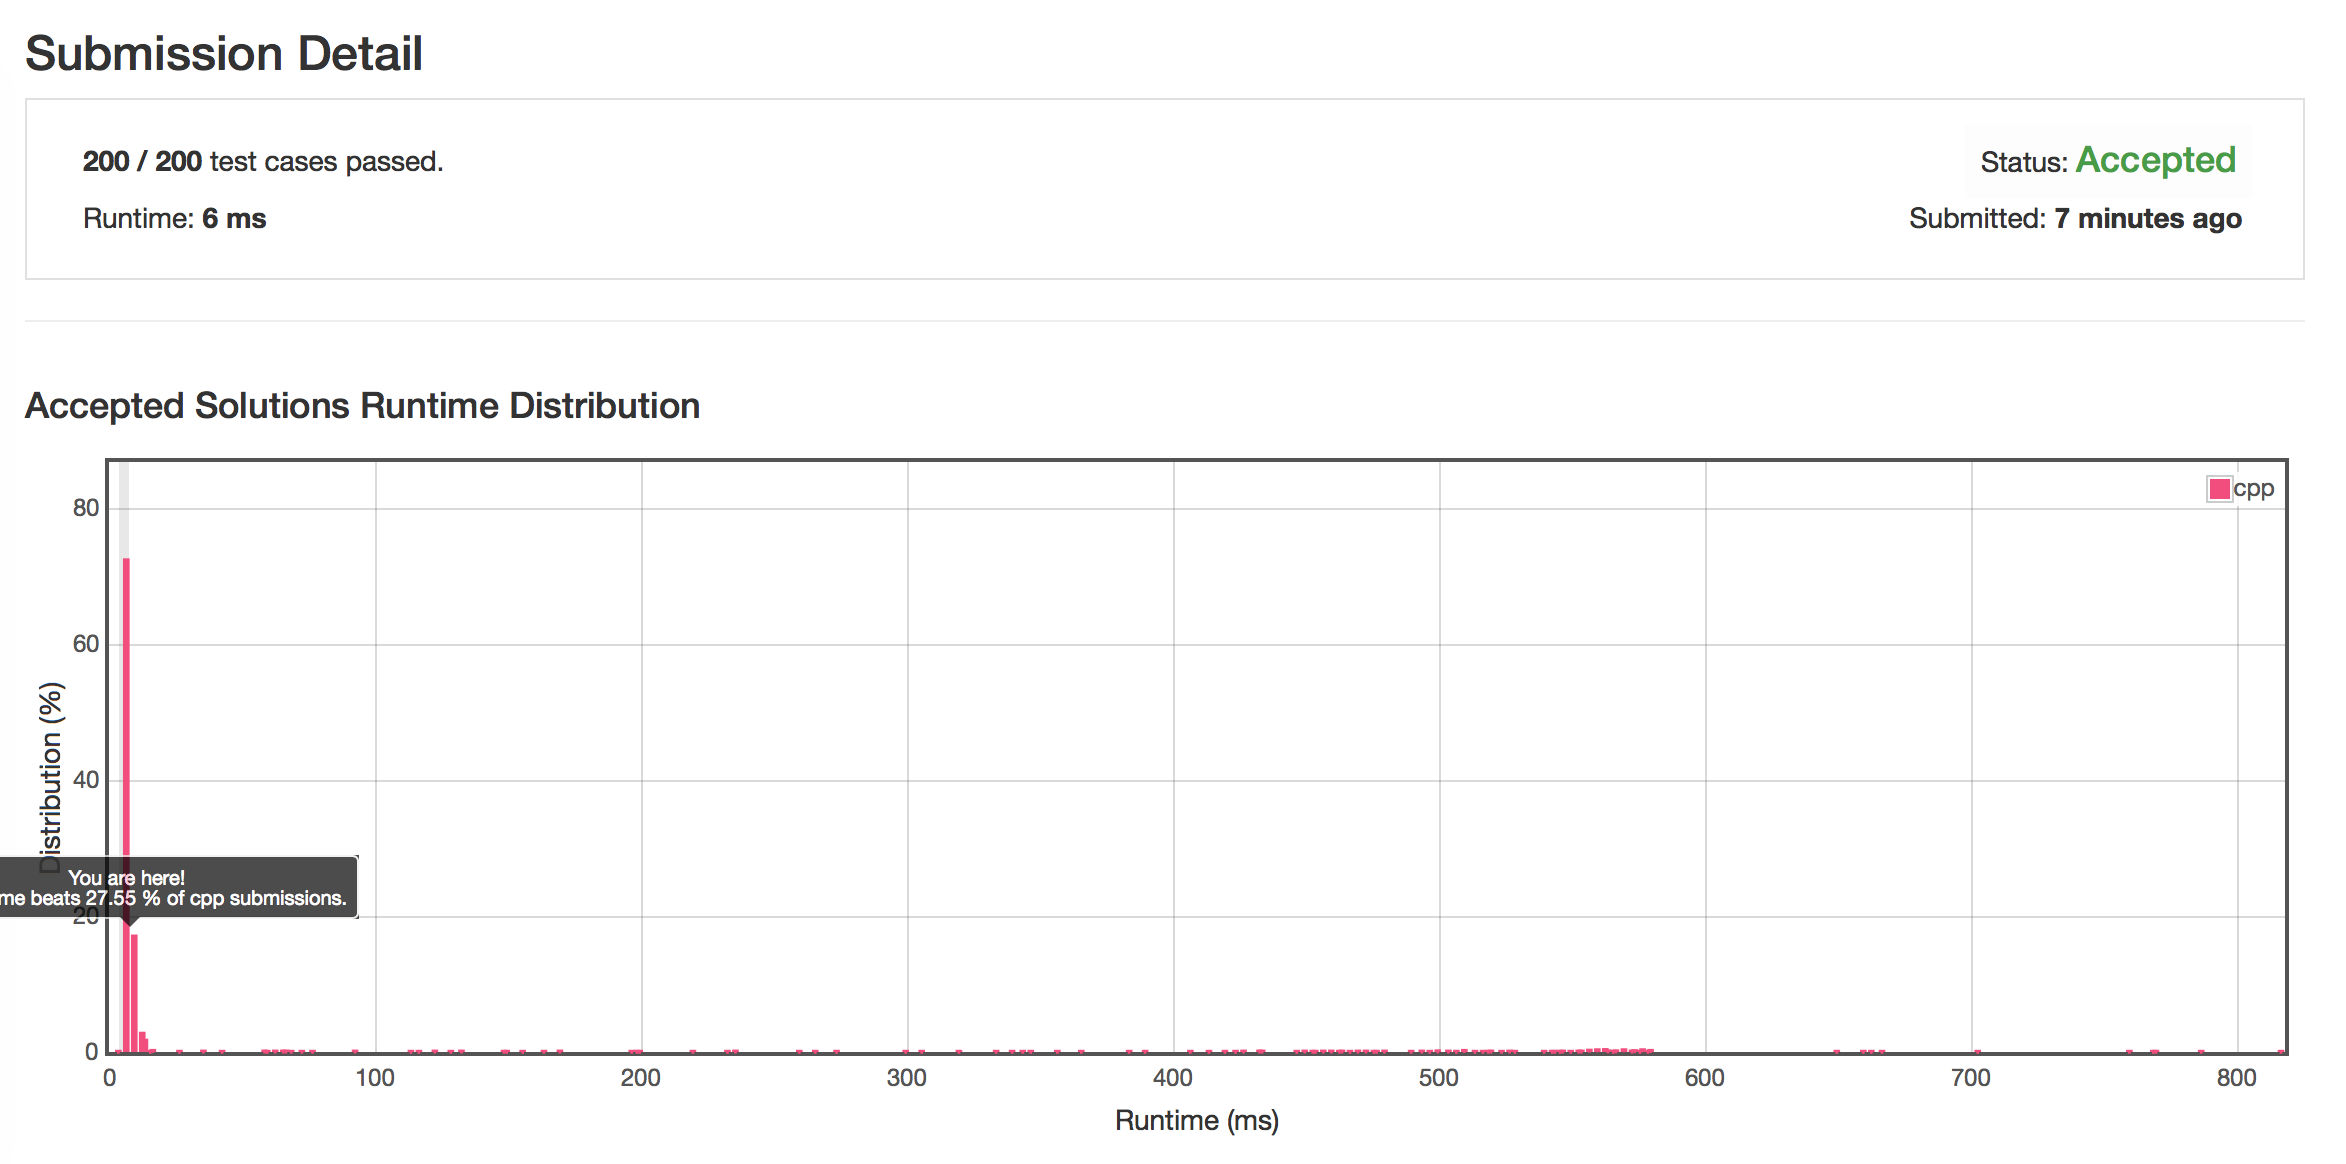 Submission Detail
200 / 200 test cases passed.
Status: Accepted
Runtime: 6 ms
Submitted: 7 minutes ago
Accepted Solutions Runtime Distribution
cpp
80
60
40
20
0
Distribution (%)
You are here!
me beats 27.55 % of cpp submissions.
0 100 200 300 400 500 600 700 800
Runtime (ms)